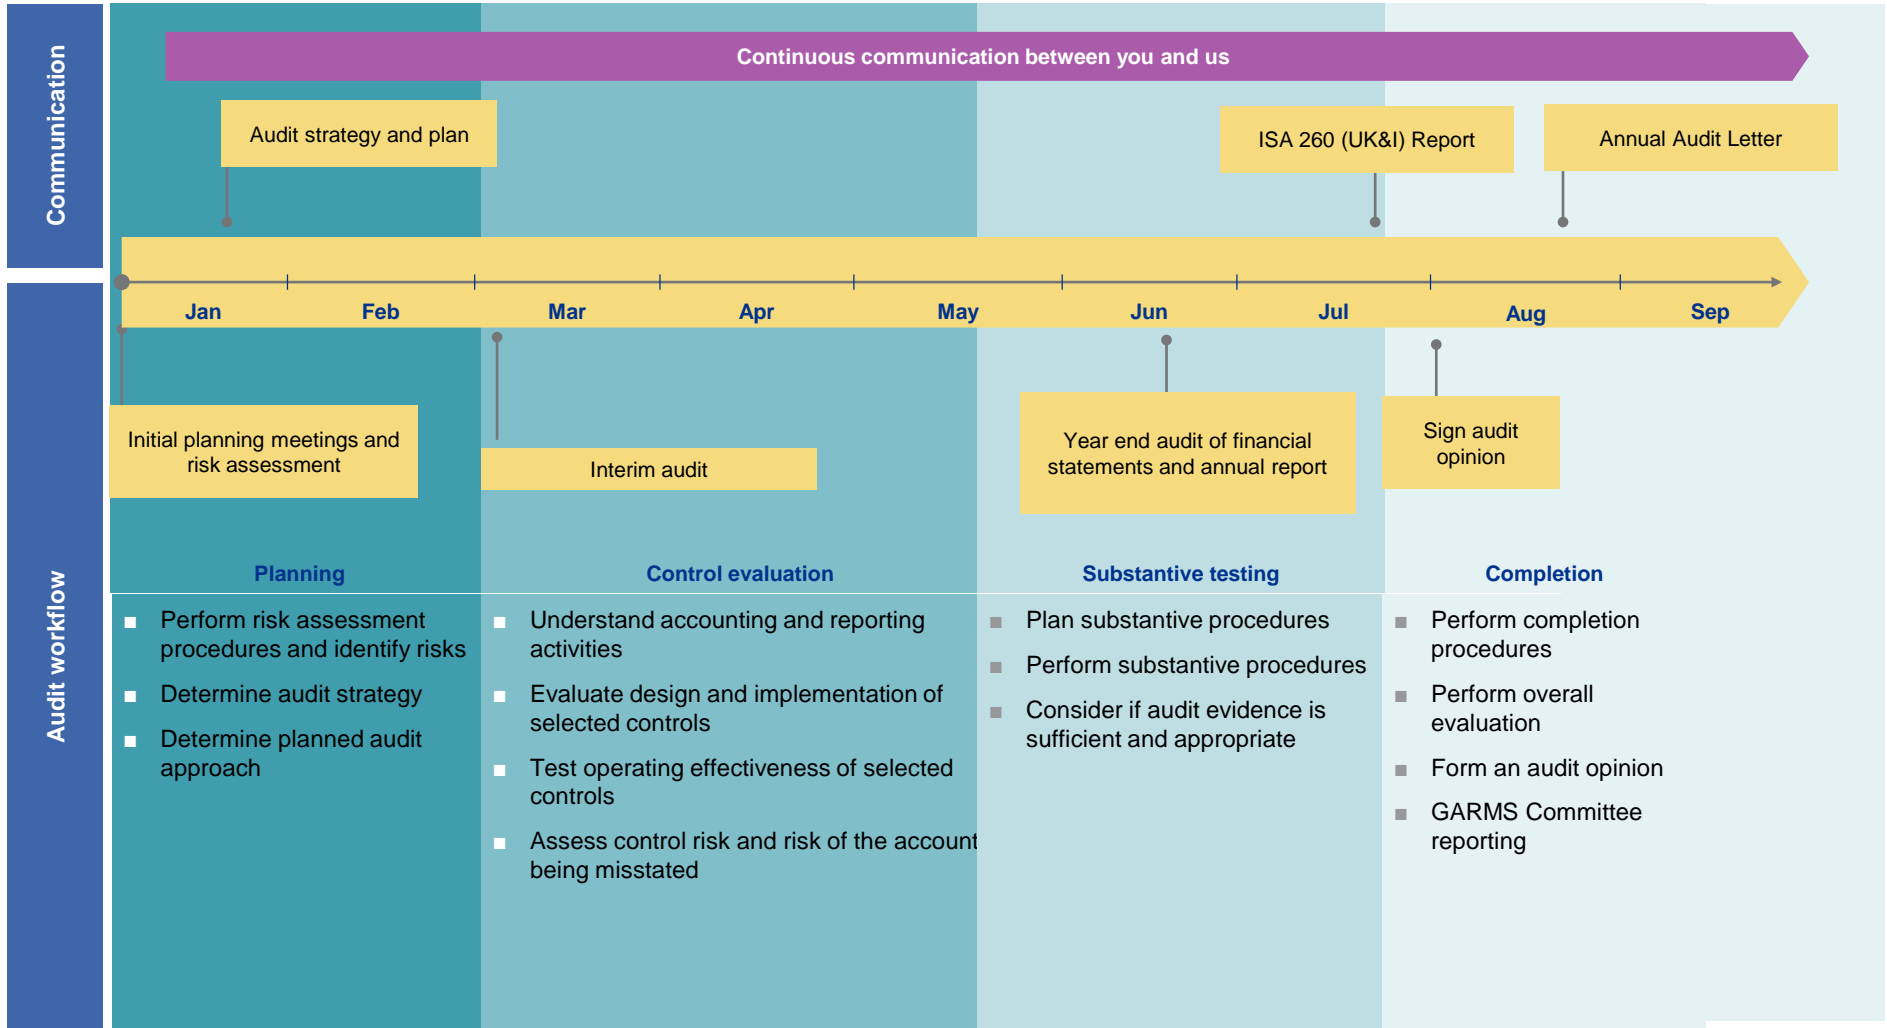 Communication
Continuous communication between you and us
Audit strategy and plan
ISA 260 (UK&I) Report
Annual Audit Letter
Jan
Feb
Mar
Apr
May
Jun
Jul
Aug
Sep
Audit workflow
Initial planning meetings and
risk assessment
Interim audit
Year end audit of financial
statements and annual report
Sign audit
opinion
Planning
Perform risk assessment
procedures and identify risks
Determine audit strategy
Determine planned audit
approach
Control evaluation
Understand accounting and reporting
activities
Evaluate design and implementation of
selected controls
Test operating effectiveness of selected
controls
Assess control risk and risk of the account
being misstated
Substantive testing
Plan substantive procedures
Perform substantive procedures
Consider if audit evidence is
sufficient and appropriate
Completion
Perform completion
procedures
Perform overall
evaluation
Form an audit opinion
GARMS Committee
reporting